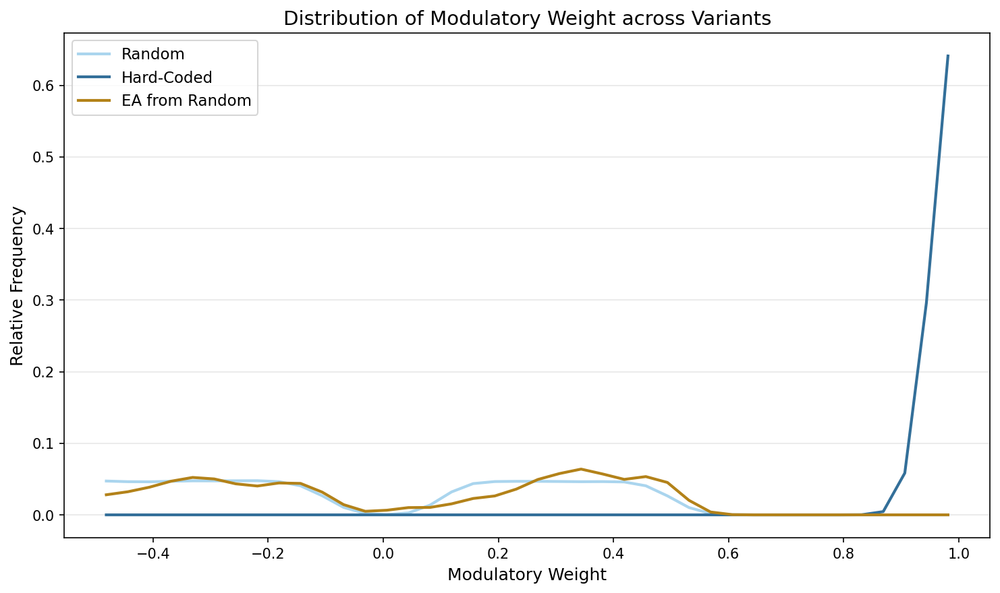 Distribution of Modulatory Weight across Variants
Random
Hard-Coded
EA from Random
0.6
0.5
0.4
0.3
0.2
0.1
0.0
Relative Frequency
−0.4
−0.2
0.0
0.2
0.4
0.6
0.8
1.0
Modulatory Weight